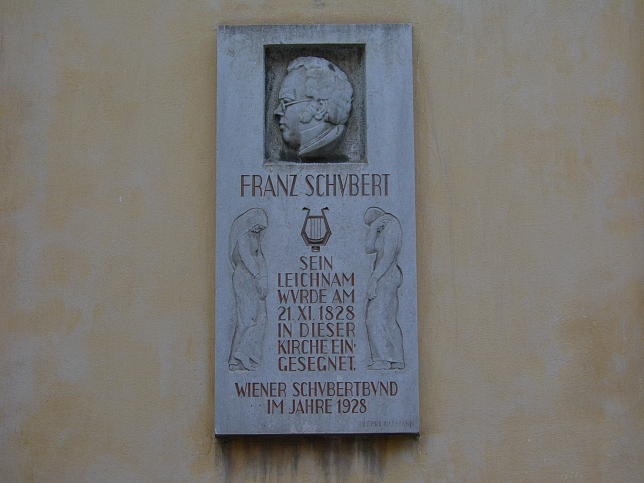 FRANZ SCHVBERT
SEIN
LEICHNAM
WVRDE AM
21. XI. 1828
IN DIESER
KIRCHE EIN-
GESEGNET.
WIENER SCHVBERTBVND
IM JAHRE 1928